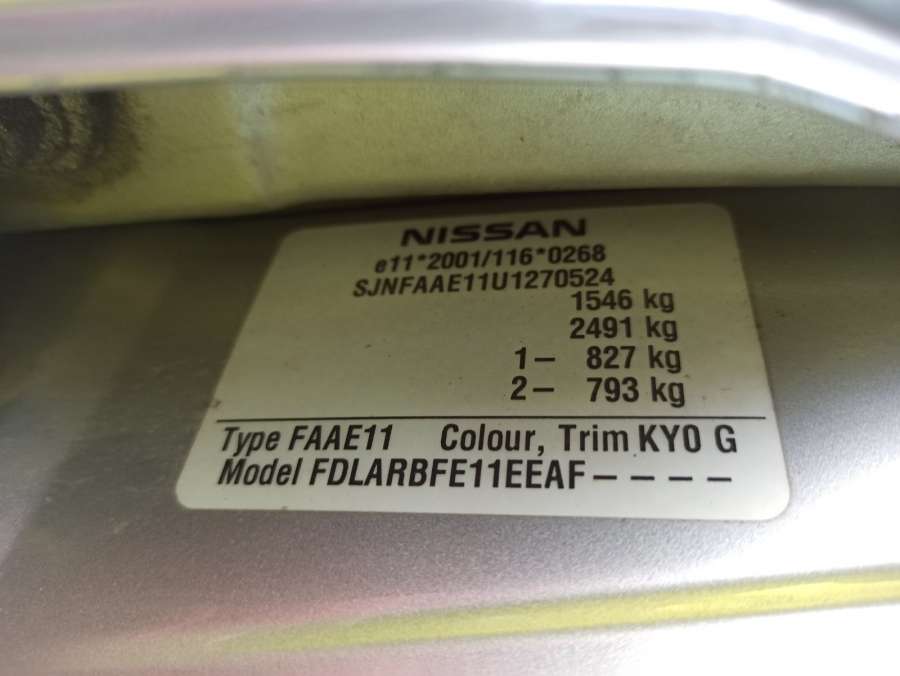 NISSAN
e11*2001/116*0268
SJNFAAE11U1270524
1546 kg
2491 kg
1– 827 kg
2– 793 kg
Type FAAE11 Colour, Trim KY0 G
Model FDLARBFE11EEAF– – – –